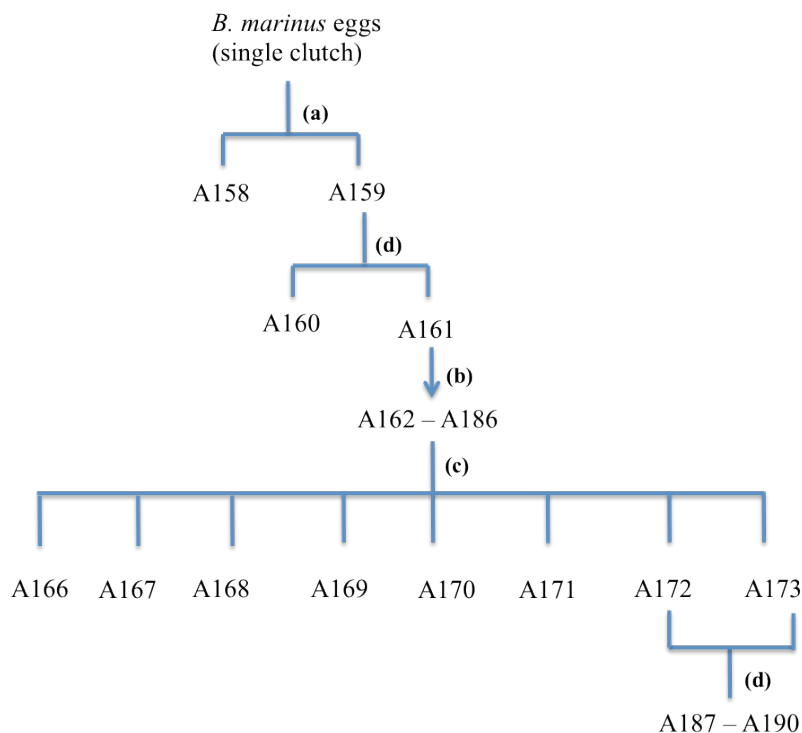 B. marinus eggs
(single clutch)
(a)
A158 A159
(d)
A160 A161
(b)
A162 – A186
(c)
A166 A167 A168 A169 A170 A171 A172 A173
(d)
A187 – A190